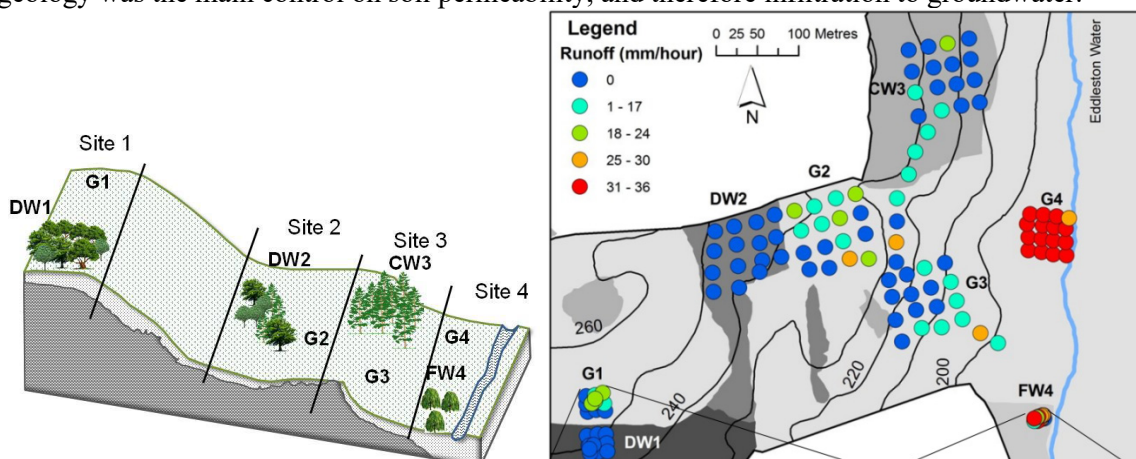 geology was the main control on soil permeability, and therefore infiltration to groundwater.
Site 1
G1
DW1
Site 2
DW2
Site 3
CW3
Site 4
G2
G4
G3
FW4
Legend
Runoff (mm/hour)
0
1 - 17
18 - 24
25 - 30
31 - 36
0 25 50 100 Metres
N
CW3
Eddleston Water
G2
DW2
G4
G3
260
220
200
G1
240
DW1
FW4